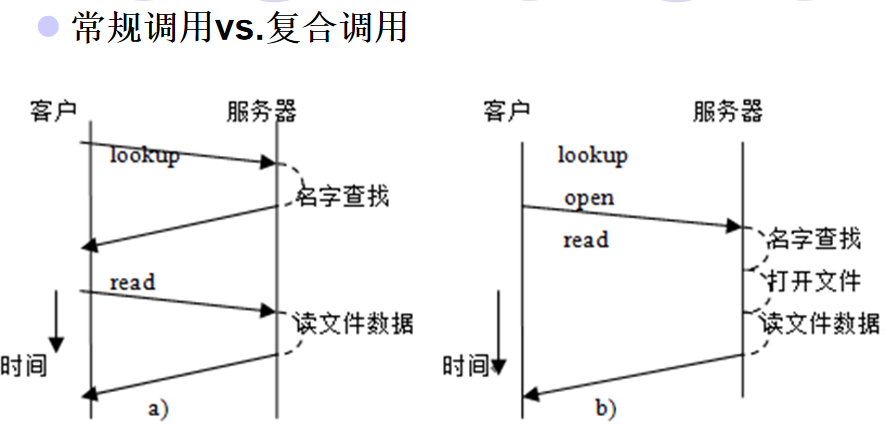 常规调用vs.复合调用
客户
服务器
lookup
名字查找
read
读文件数据
时间
a)
客户
服务器
lookup
open
read
名字查找
打开文件
读文件数据
时间
b)